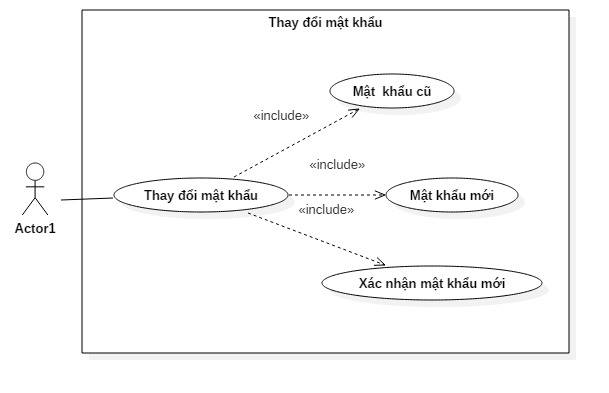 Thay đổi mật khẩu
Mật khẩu cũ
«include»
«include»
Thay đổi mật khẩu
Mật khẩu mới
«include»
Actor1
Xác nhận mật khẩu mới